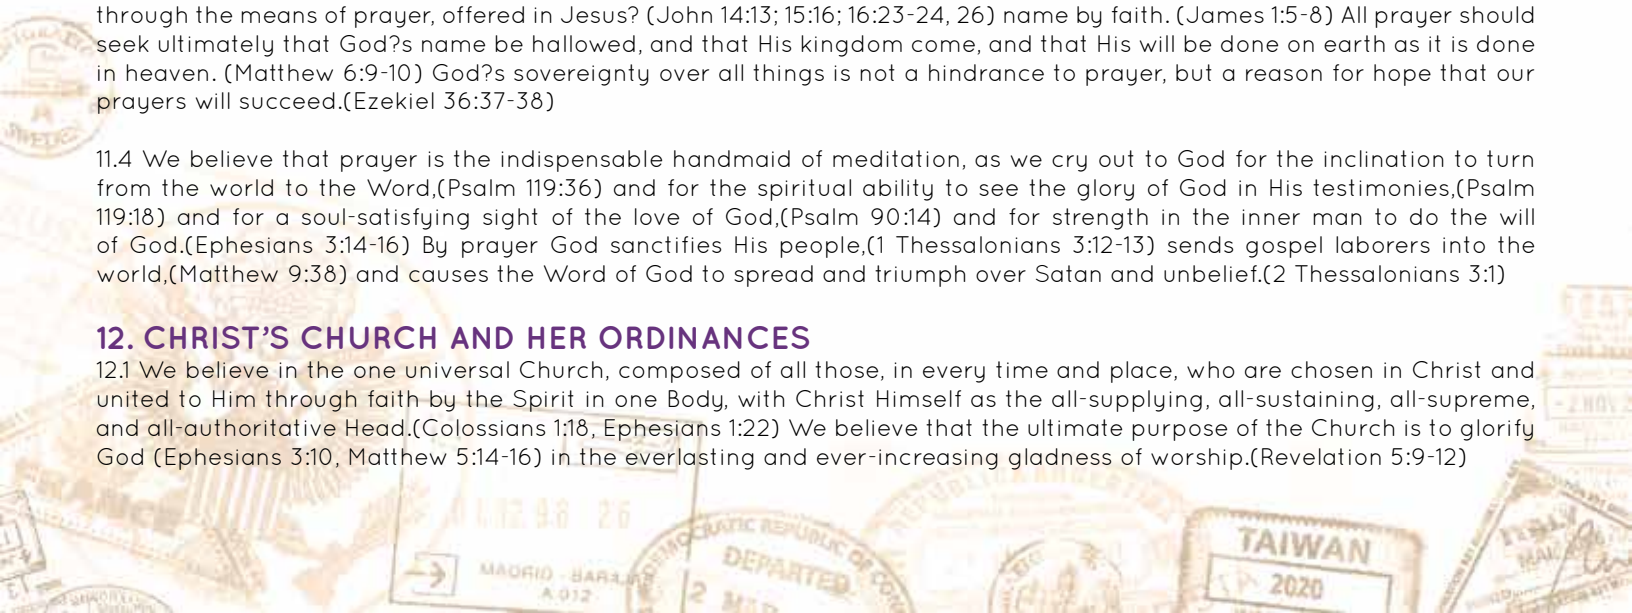 through the means of prayer, offered in Jesus? (John 14:13; 15:16; 16:23-24, 26) name by faith. (James 1:5-8) All prayer should
seek ultimately that God?s name be hallowed, and that His kingdom come, and that His will be done on earth as it is done
in heaven. (Matthew 6:9-10) God?s sovereignty over all things is not a hindrance to prayer, but a reason for hope that our
prayers will succeed.(Ezekiel 36:37-38)
11.4 We believe that prayer is the indispensable handmaid of meditation, as we cry out to God for the inclination to turn
from the world to the Word,(Psalm 119:36) and for the spiritual ability to see the glory of God in His testimonies,(Psalm
119:18) and for a soul-satisfying sight of the love of God,(Psalm 90:14) and for strength in the inner man to do the will
of God.(Ephesians 3:14-16) By prayer God sanctifies His people,(1 Thessalonians 3:12-13) sends gospel laborers into the
world,(Matthew 9:38) and causes the Word of God to spread and triumph over Satan and unbelief.(2 Thessalonians 3:1)
12. CHRIST'S CHURCH AND HER ORDINANCES
12.1 We believe in the one universal Church, composed of all those, in every time and place, who are chosen in Christ and
united to Him through faith by the Spirit in one Body, with Christ Himself as the all-supplying, all-sustaining, all-supreme,
and all-authoritative Head.(Colossians 1:18, Ephesians 1:22) We believe that the ultimate purpose of the Church is to glorify
God (Ephesians 3:10, Matthew 5:14-16) in the everlasting and ever-increasing gladness of worship.(Revelation 5:9-12)
MADRID
A 012
DEPARTED
TAIWAN
2020